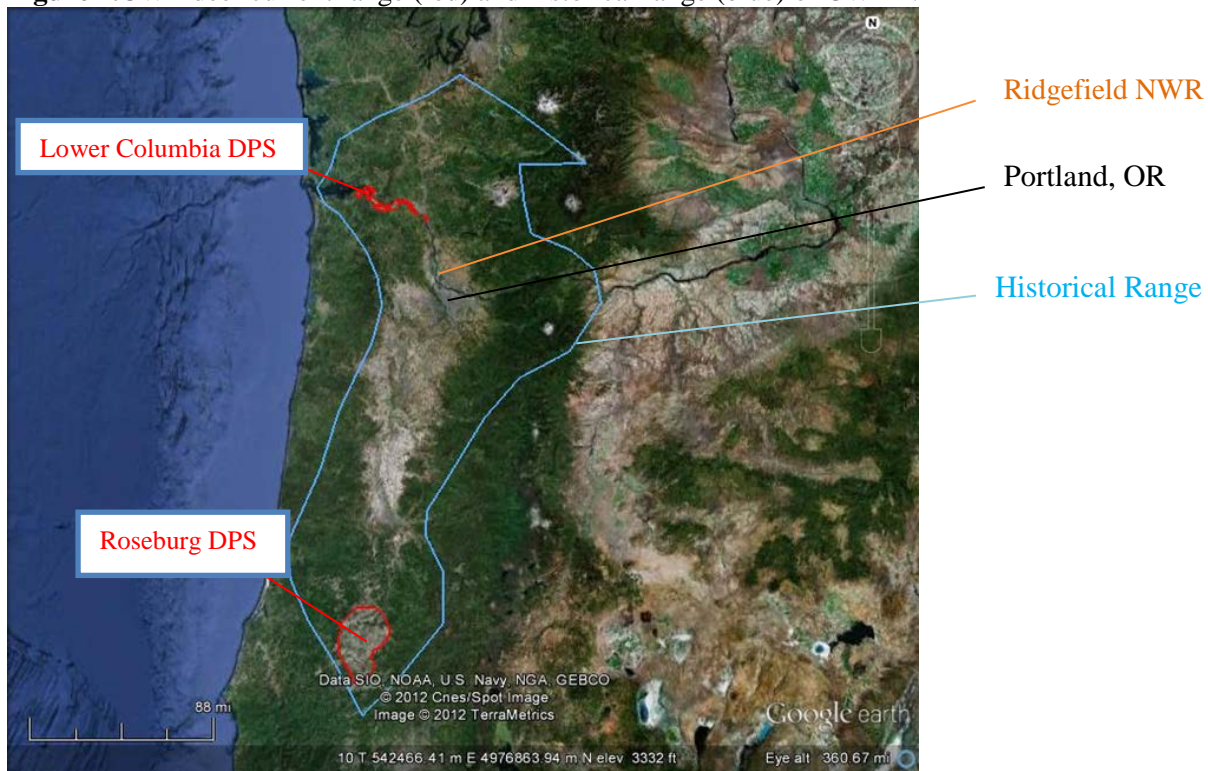 N
Ridgefield NWR
Lower Columbia DPS
Portland, OR
Historical Range
Roseburg DPS
Data SIO, NOAA, U.S. Navy, NGA, GEBCO
© 2012 Cnes/Spot Image
Image © 2012 TerraMetrics
88 mi
Google earth
10 T 542466.41 m E 4976863.94 m N elev 3332 ft
Eye alt 360.67 mi